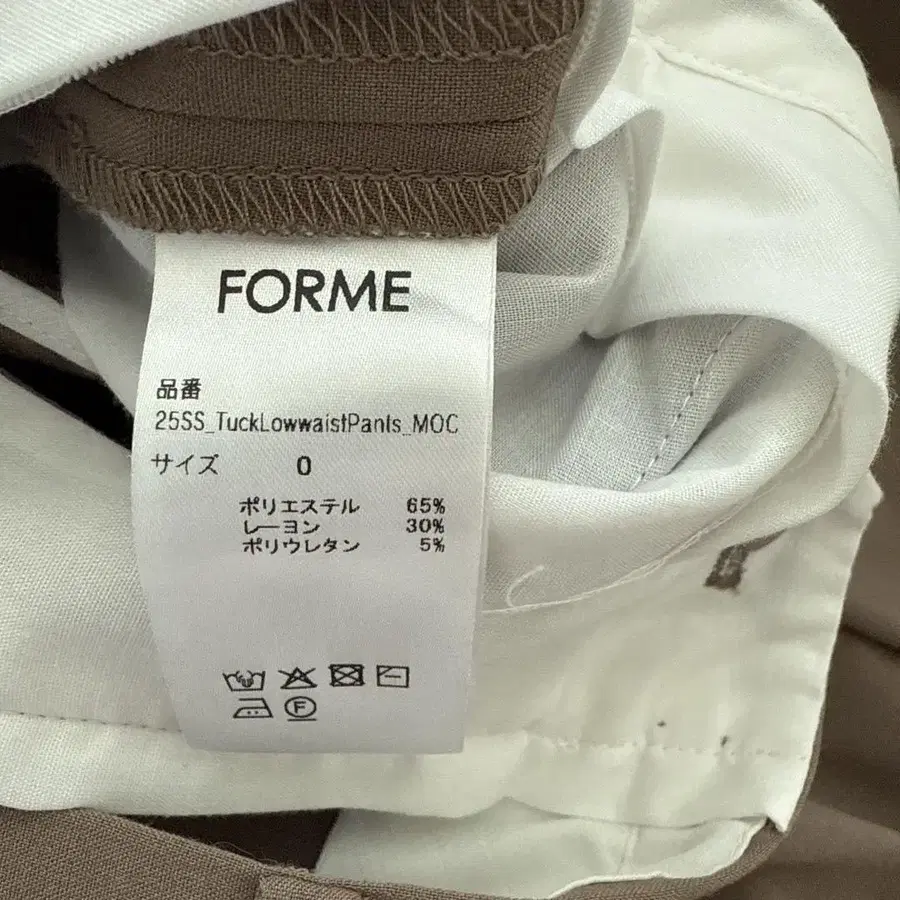 FORME
品番
25SS_TuckLowwaistPants_MOC
サイズ 0
ポリエステル 65%
レーヨン 30%
ポリウレタン 5%
F